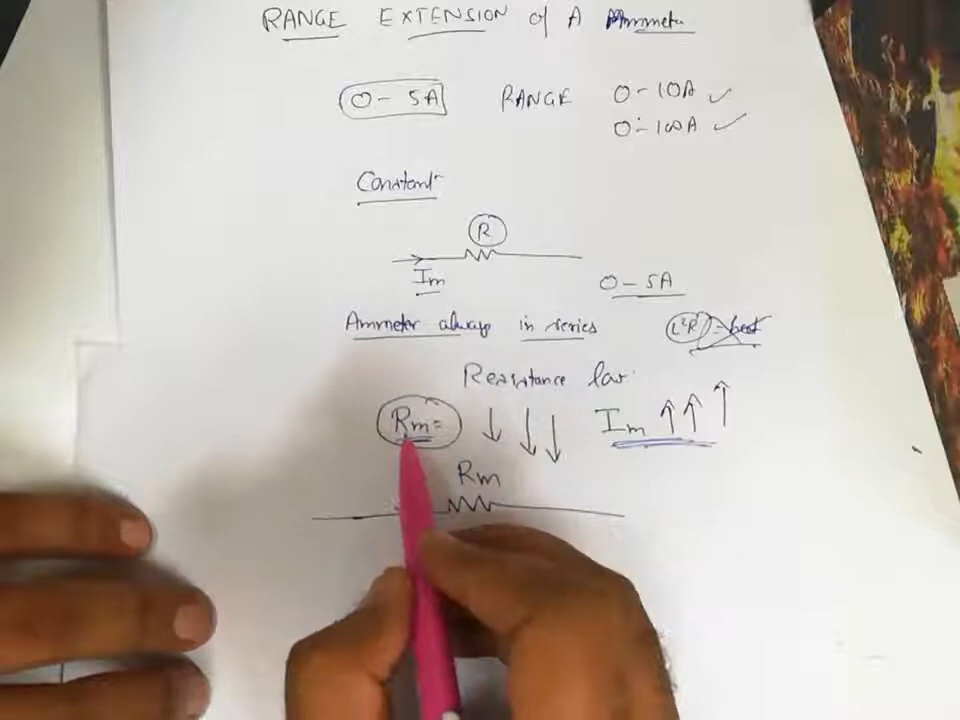 RANGE EXTENSION of A Ammeter
0 - 5A RANGE 0 - 10A
0 - 100A
Constant
R
Im
0 - 5A
Ammeter always in series
Resistance low
Rm= Im
Rm